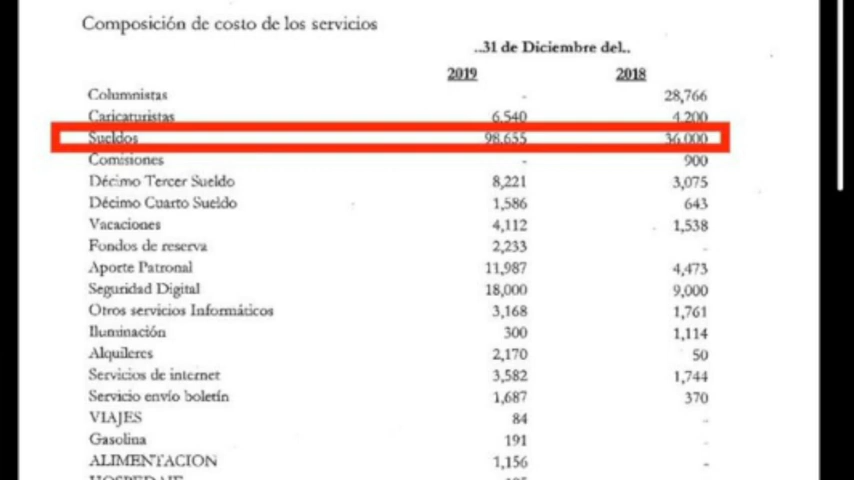 Composición de costo de los servicios
..31 de Diciembre del..
2019 2018
Columnistas - 28,766
Caricaturistas 6,540 4,200
Sueldos 98,655 36,000
Comisiones - 900
Décimo Tercer Sueldo 8,221 3,075
Décimo Cuarto Sueldo 1,586 643
Vacaciones 4,112 1,538
Fondos de reserva 2,233 -
Aporte Patronal 11,987 4,473
Seguridad Digital 18,000 9,000
Otros servicios Informáticos 3,168 1,761
Iluminación 300 1,114
Alquileres 2,170 50
Servicios de internet 3,582 1,744
Servicio envío boletín 1,687 370
VIAJES 84 -
Gasolina 191 -
ALIMENTACION 1,156 -